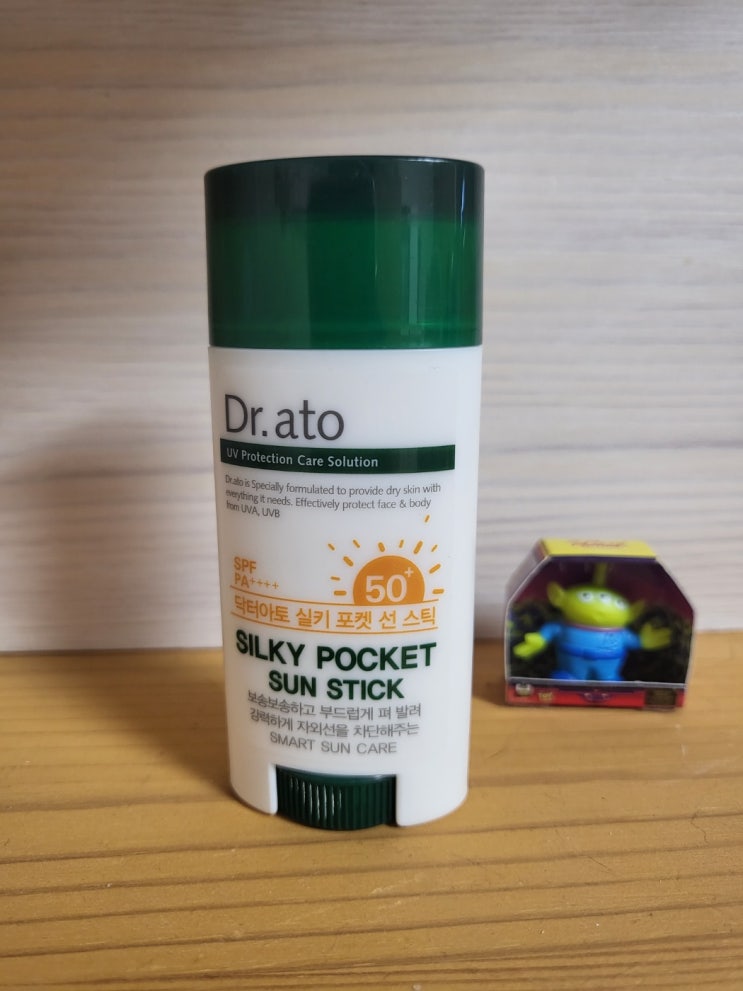 Dr.ato
UV Protection Care Solution
Dr.ato is Specially formulated to provide dry skin with
everything it needs. Effectively protect face & body
from UVA, UVB
SPF
PA++++
50+
닥터아토 실키 포켓 선 스틱
SILKY POCKET
SUN STICK
보송보송하고 부드럽게 펴 발려
강력하게 자외선을 차단해주는
SMART SUN CARE